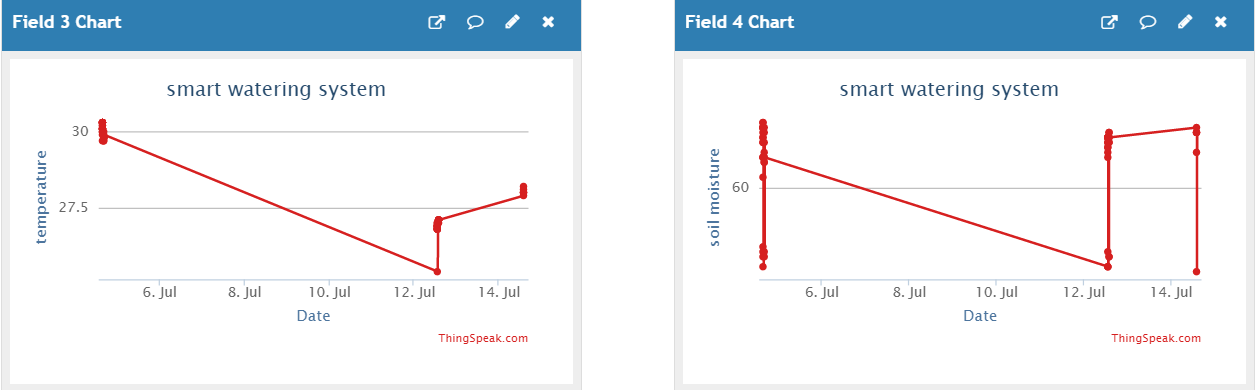 Field 3 Chart
smart watering system
30
27.5
temperature
6. Jul 8. Jul 10. Jul 12. Jul 14. Jul
Date
ThingSpeak.com
Field 4 Chart
smart watering system
60
soil moisture
6. Jul 8. Jul 10. Jul 12. Jul 14. Jul
Date
ThingSpeak.com